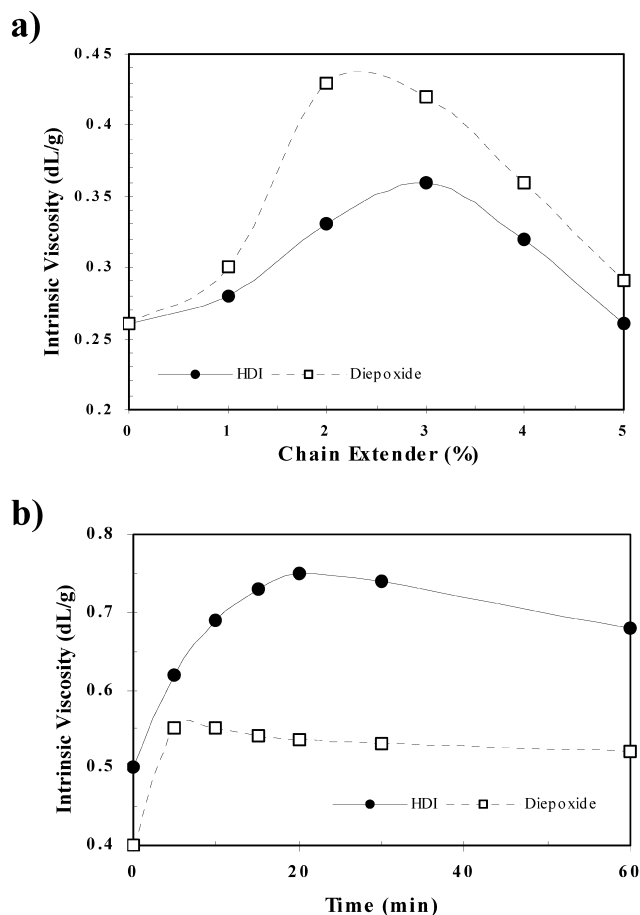 a)
Intrinsic Viscosity (dL/g)
0.45
0.4
0.35
0.3
0.25
0.2
HDI
Diepoxide
0 1 2 3 4 5
Chain Extender (%)
b)
Intrinsic Viscosity (dL/g)
0.8
0.7
0.6
0.5
0.4
HDI
Diepoxide
0 20 40 60
Time (min)